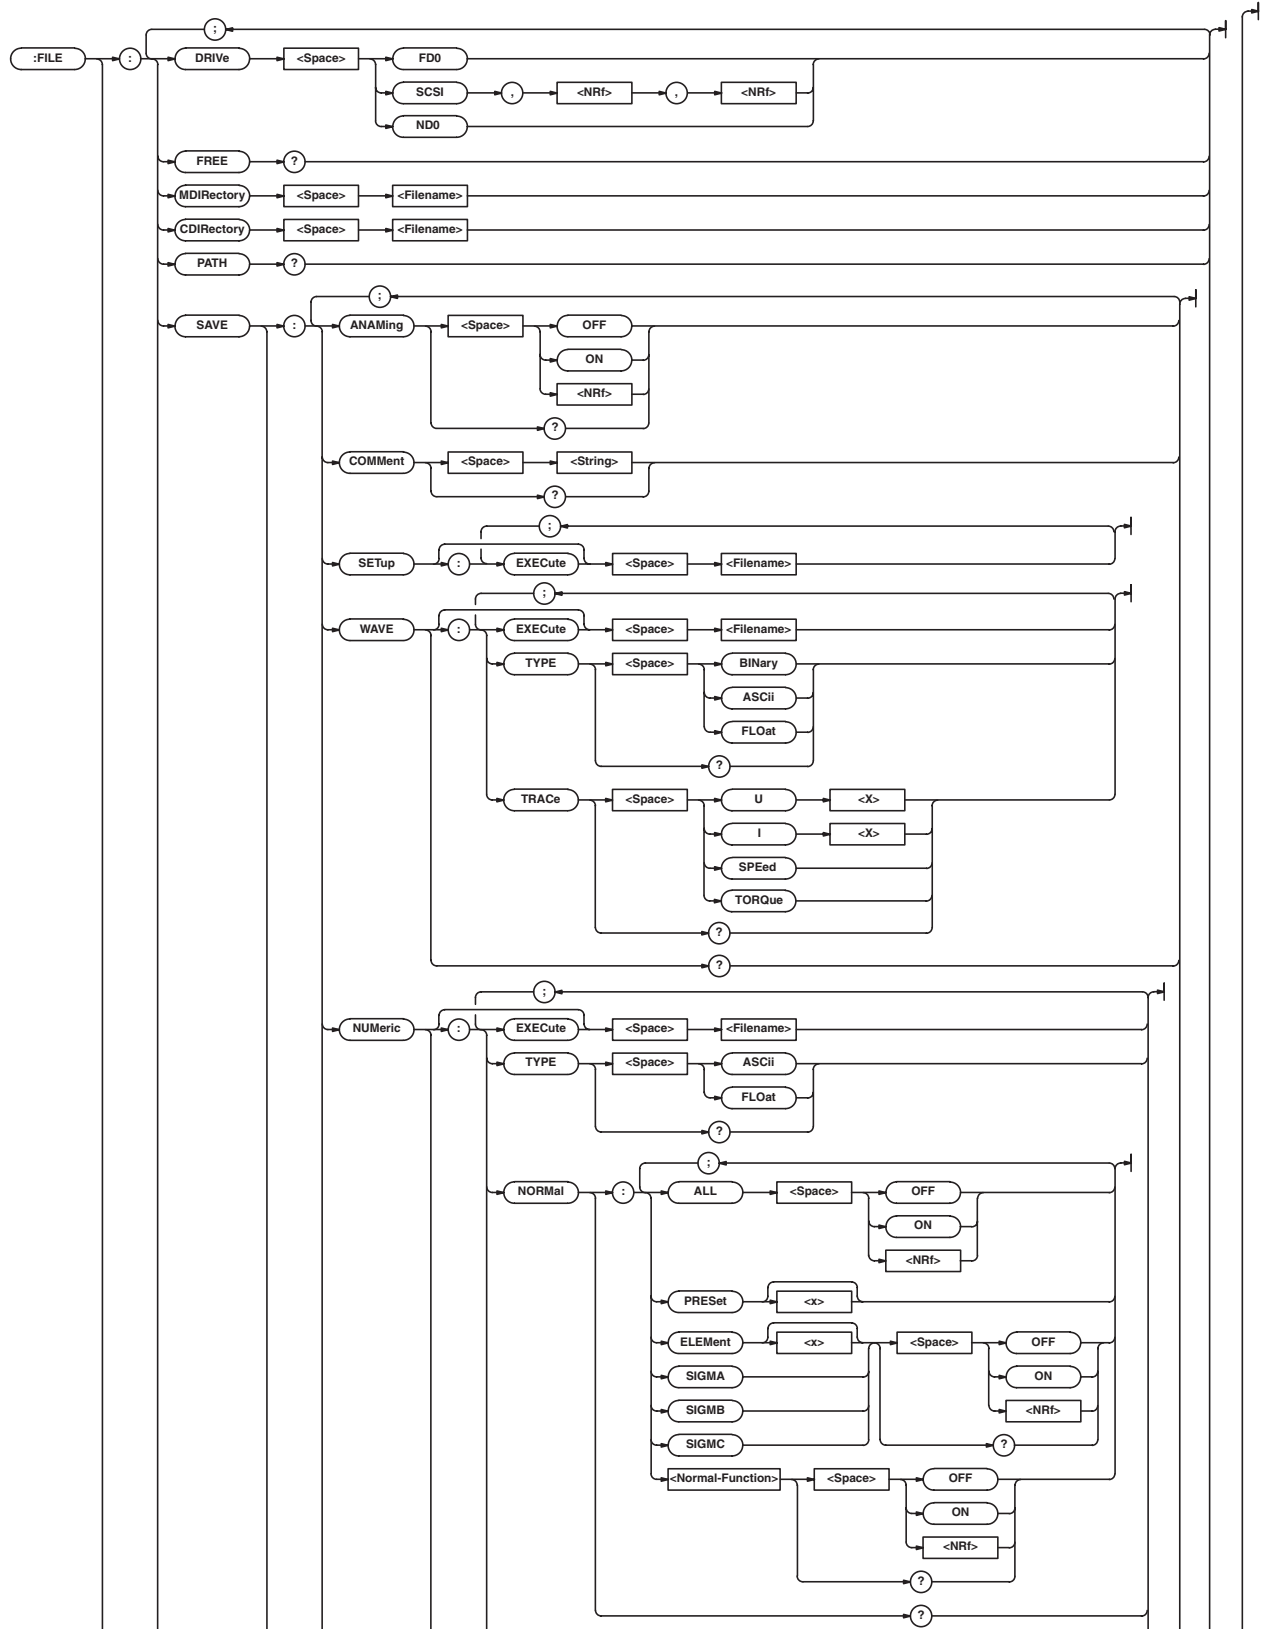 ;
:FILE : DRIVe <Space> FD0
SCSI , <NRf> , <NRf>
ND0
FREE ?
MDIRectory <Space> <Filename>
CDIRectory <Space> <Filename>
PATH ?
;
SAVE : ANAMing <Space> OFF
ON
<NRf>
?
COMMent <Space> <String>
?
;
SETup : EXECute <Space> <Filename>
;
WAVE : EXECute <Space> <Filename>
TYPE <Space> BINary
ASCii
FLOat
?
TRACe <Space> U <X>
I <X>
SPEed
TORQue
?
?
;
NUMeric : EXECute <Space> <Filename>
TYPE <Space> ASCii
FLOat
?
;
NORMal : ALL <Space> OFF
ON
<NRf>
PRESet <x>
ELEMent <x> <Space> OFF
SIGMA ON
SIGMB <NRf>
SIGMC ?
<Normal-Function> <Space> OFF
ON
<NRf>
?
?